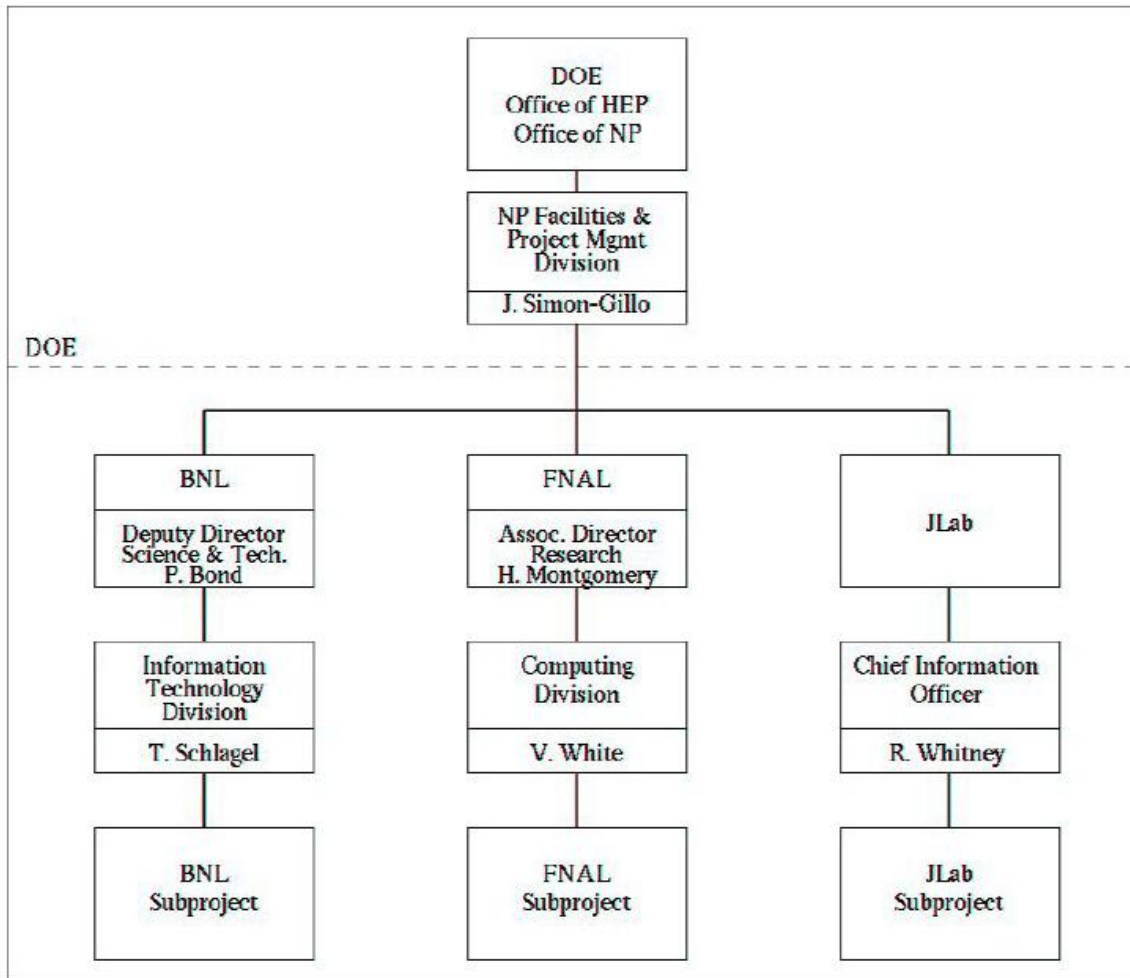 DOE
Office of HEP
Office of NP
NP Facilities &
Project Mgmt
Division
J. Simon-Gillo
DOE
BNL
Deputy Director
Science & Tech.
P. Bond
FNAL
Assoc. Director
Research
H. Montgomery
JLab
Information
Technology
Division
T. Schlagel
Computing
Division
V. White
Chief Information
Officer
R. Whitney
BNL
Subproject
FNAL
Subproject
JLab
Subproject